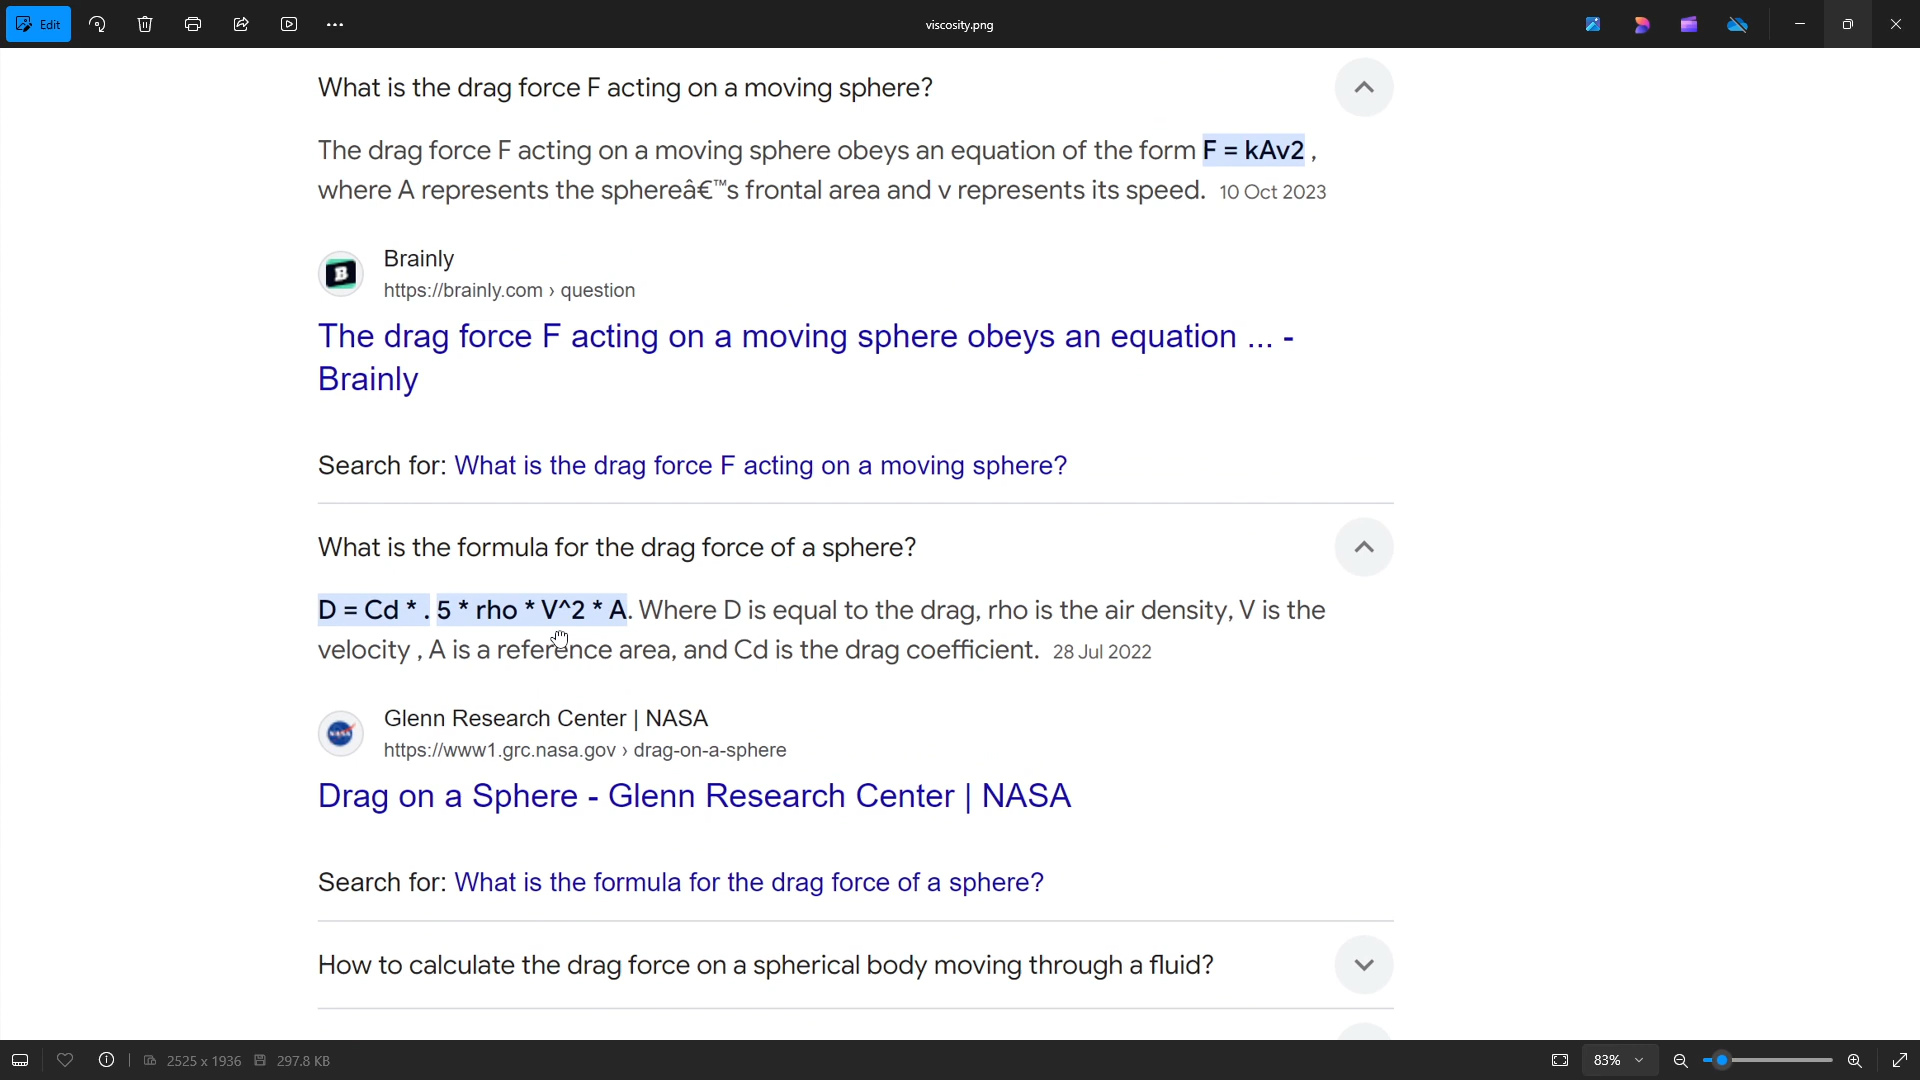 Edit
viscosity.png
What is the drag force F acting on a moving sphere?
The drag force F acting on a moving sphere obeys an equation of the form F = kAv2 ,
where A represents the sphereâ€™s frontal area and v represents its speed. 10 Oct 2023
Brainly
https://brainly.com › question
The drag force F acting on a moving sphere obeys an equation ... -
Brainly
Search for: What is the drag force F acting on a moving sphere?
What is the formula for the drag force of a sphere?
D = Cd * . 5 * rho * V^2 * A. Where D is equal to the drag, rho is the air density, V is the
velocity , A is a reference area, and Cd is the drag coefficient. 28 Jul 2022
Glenn Research Center | NASA
https://www1.grc.nasa.gov › drag-on-a-sphere
Drag on a Sphere - Glenn Research Center | NASA
Search for: What is the formula for the drag force of a sphere?
How to calculate the drag force on a spherical body moving through a fluid?
2525 x 1936 297.8 KB 83%